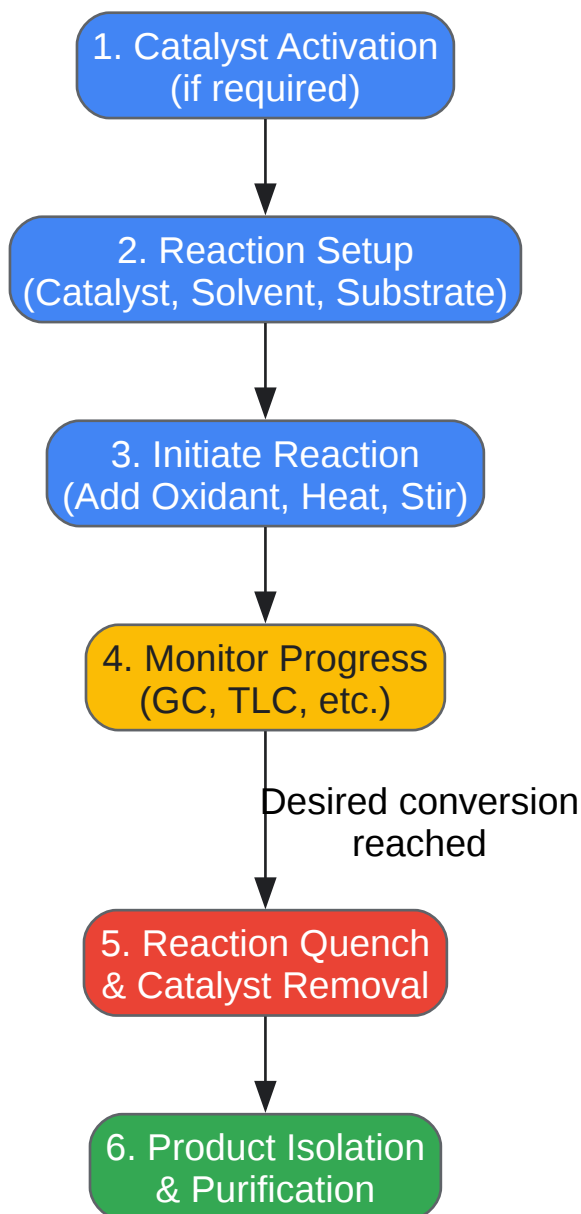 1. Catalyst Activation
(if required)
2. Reaction Setup
(Catalyst, Solvent, Substrate)
3. Initiate Reaction
(Add Oxidant, Heat, Stir)
4. Monitor Progress
(GC, TLC, etc.)
Desired conversion
reached
5. Reaction Quench
& Catalyst Removal
6. Product Isolation
& Purification